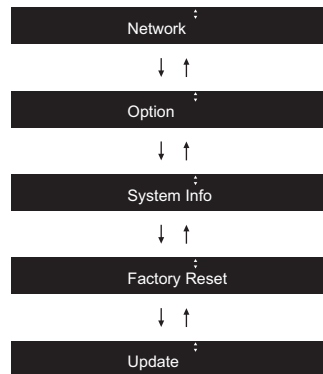 Network
Option
System Info
Factory Reset
Update